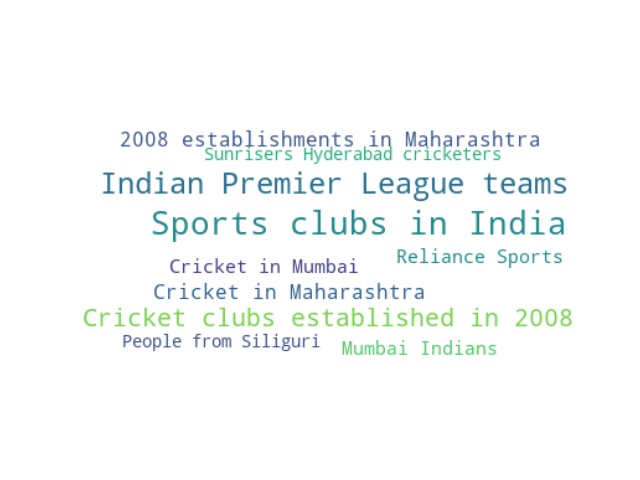 2008 establishments in Maharashtra
Sunrisers Hyderabad cricketers
Indian Premier League teams
Sports clubs in India
Reliance Sports
Cricket in Mumbai
Cricket in Maharashtra
Cricket clubs established in 2008
People from Siliguri
Mumbai Indians